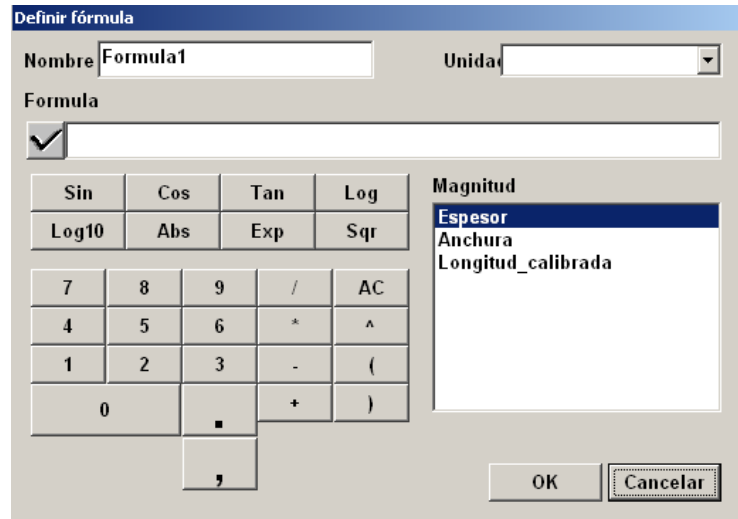 Definir fórmula
Nombre Formula1 Unida
Formula
Sin Cos Tan Log
Log10 Abs Exp Sqr
Magnitud
Espesor
Anchura
Longitud_calibrada
7 8 9 / AC
4 5 6 * ^
1 2 3 - (
0 . + )
,
OK Cancelar